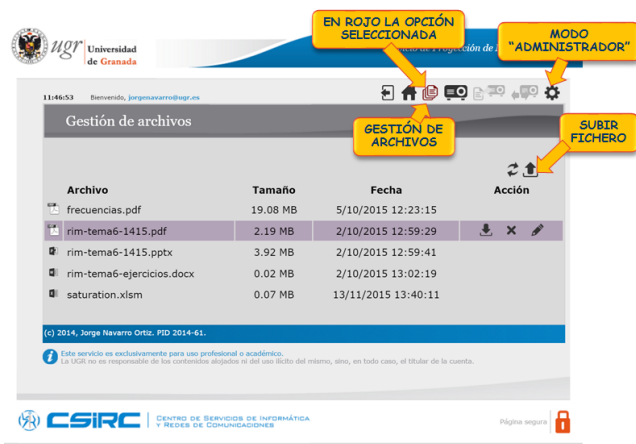 EN ROJO LA OPCIÓN
SELECCIONADA
MODO
"ADMINISTRADOR"
ugr Universidad
de Granada
de Pro ección de
11:46:53 Bienvenido, jorgenavarro@ugr.es
Gestión de archivos
GESTIÓN DE
ARCHIVOS
SUBIR
FICHERO
Archivo Tamaño Fecha Acción
frecuencias.pdf 19.08 MB 5/10/2015 12:23:15
rim-tema6-1415.pdf 2.19 MB 2/10/2015 12:59:29
rim-tema6-1415.pptx 3.92 MB 2/10/2015 12:59:41
rim-tema6-ejercicios.docx 0.02 MB 2/10/2015 13:02:19
saturation.xlsm 0.07 MB 13/11/2015 13:40:11
(c) 2014, Jorge Navarro Ortiz. PID 2014-61.
Este servicio es exclusivamente para uso profesional o académico.
La UGR no es responsable de los contenidos alojados ni del uso ilícito del mismo, sino, en todo caso, el titular de la cuenta.
CSIRC CENTRO DE SERVICIOS DE INFORMÁTICA
Y REDES DE COMUNICACIONES
Página segura